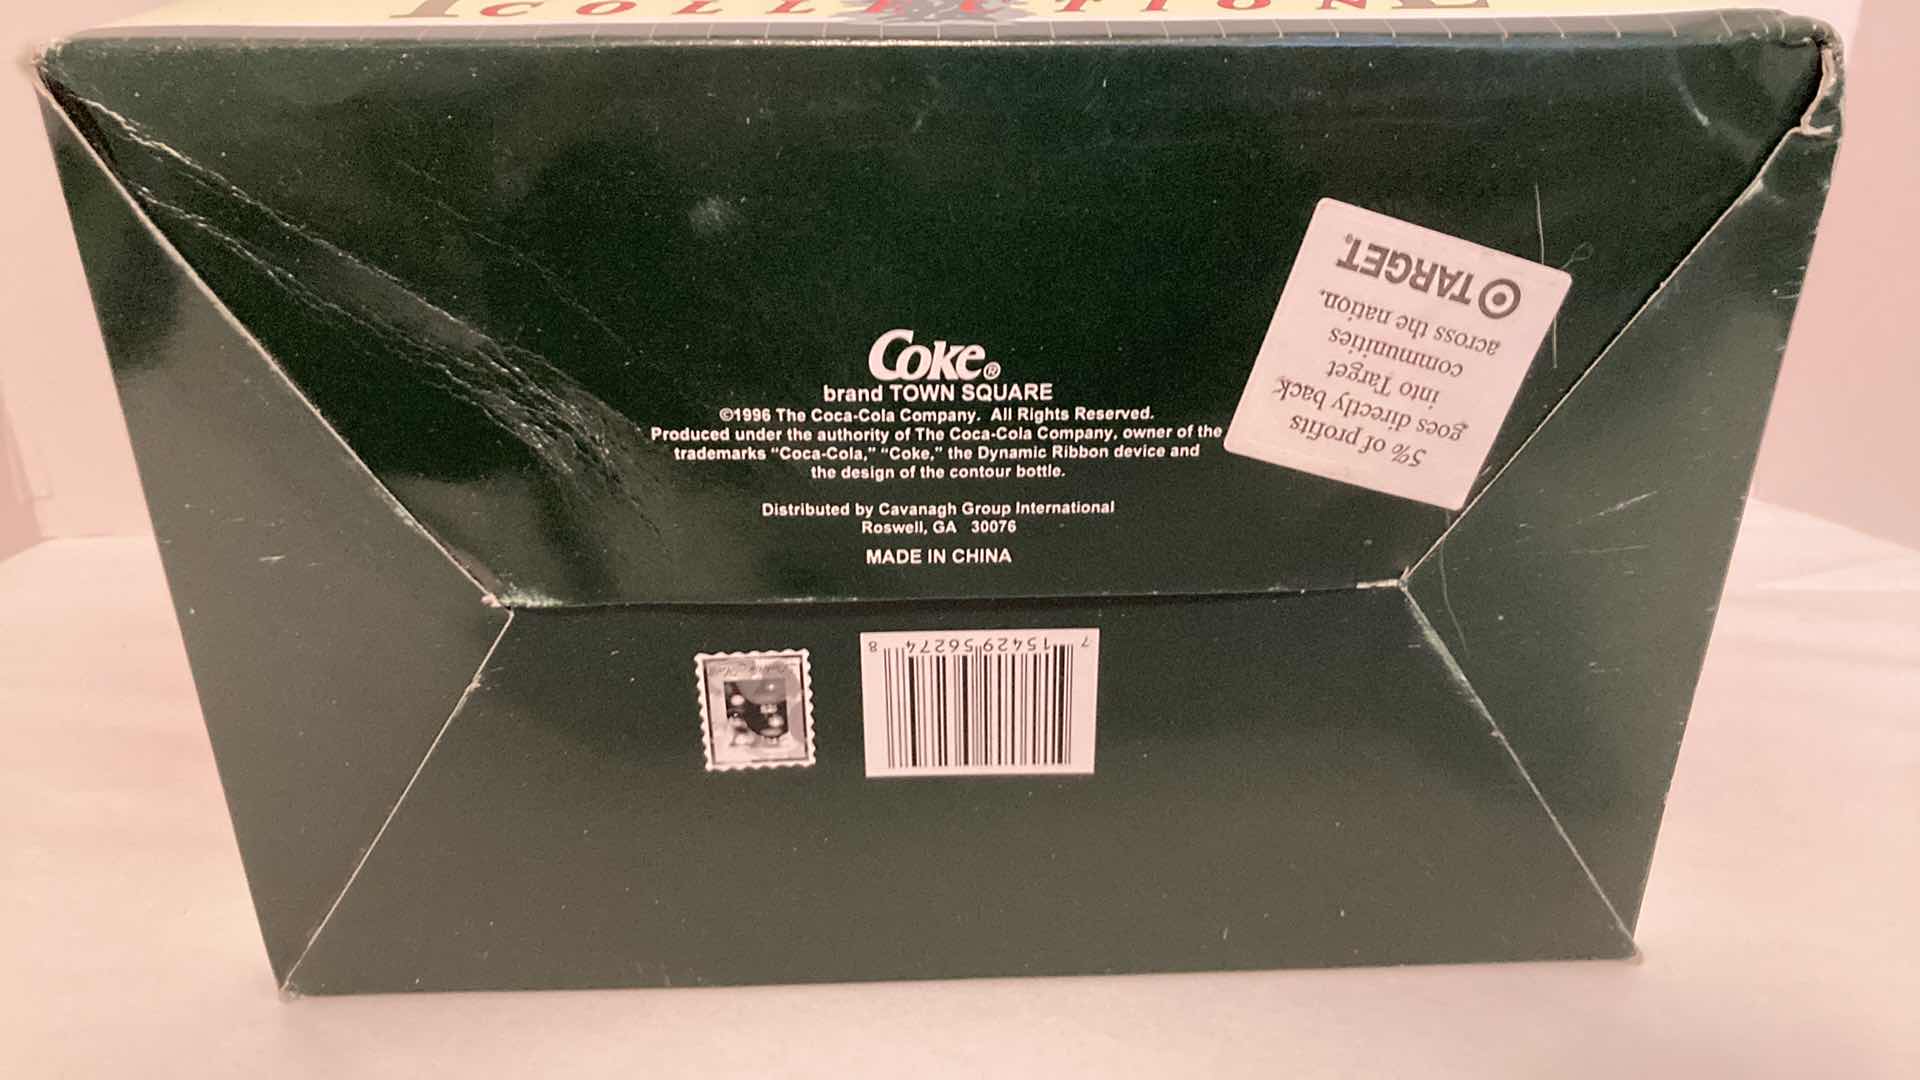 COLLECTION
Coke®
brand TOWN SQUARE
©1996 The Coca-Cola Company. All Rights Reserved.
Produced under the authority of The Coca-Cola Company, owner of the
trademarks “Coca-Cola,” “Coke,” the Dynamic Ribbon device and
the design of the contour bottle.
Distributed by Cavanagh Group International
Roswell, GA 30076
MADE IN CHINA
5% of profits
goes directly back
into Target
communities
across the nation.
TARGET®
7 15429 56274 8